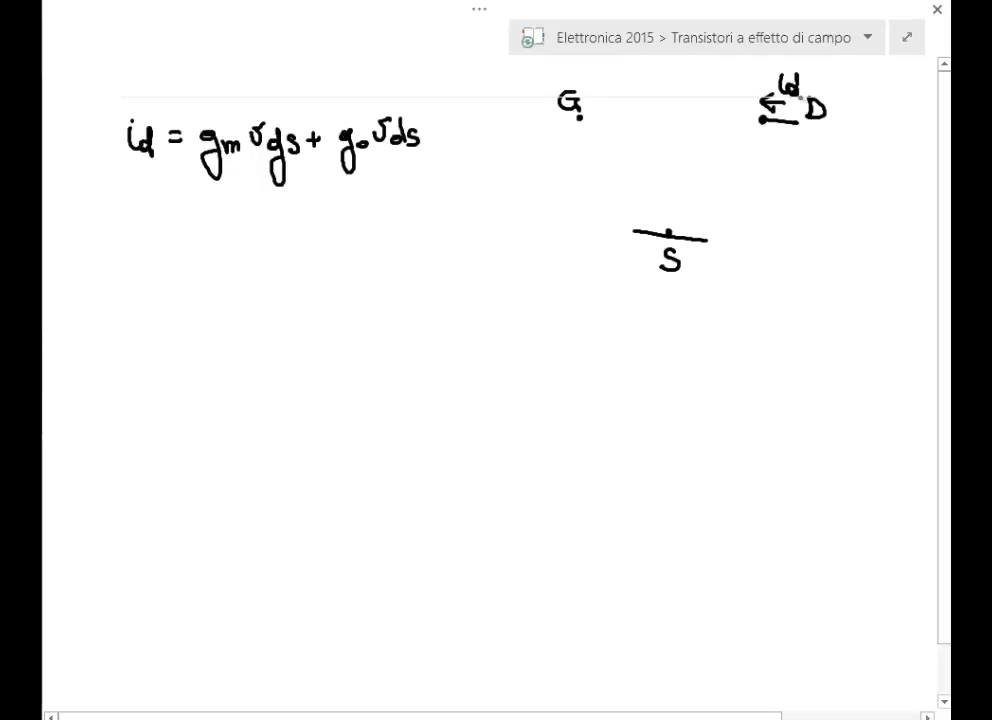 Elettronica 2015 > Transistori a effetto di campo
G
id
D
id = gm vgs + go vds
S